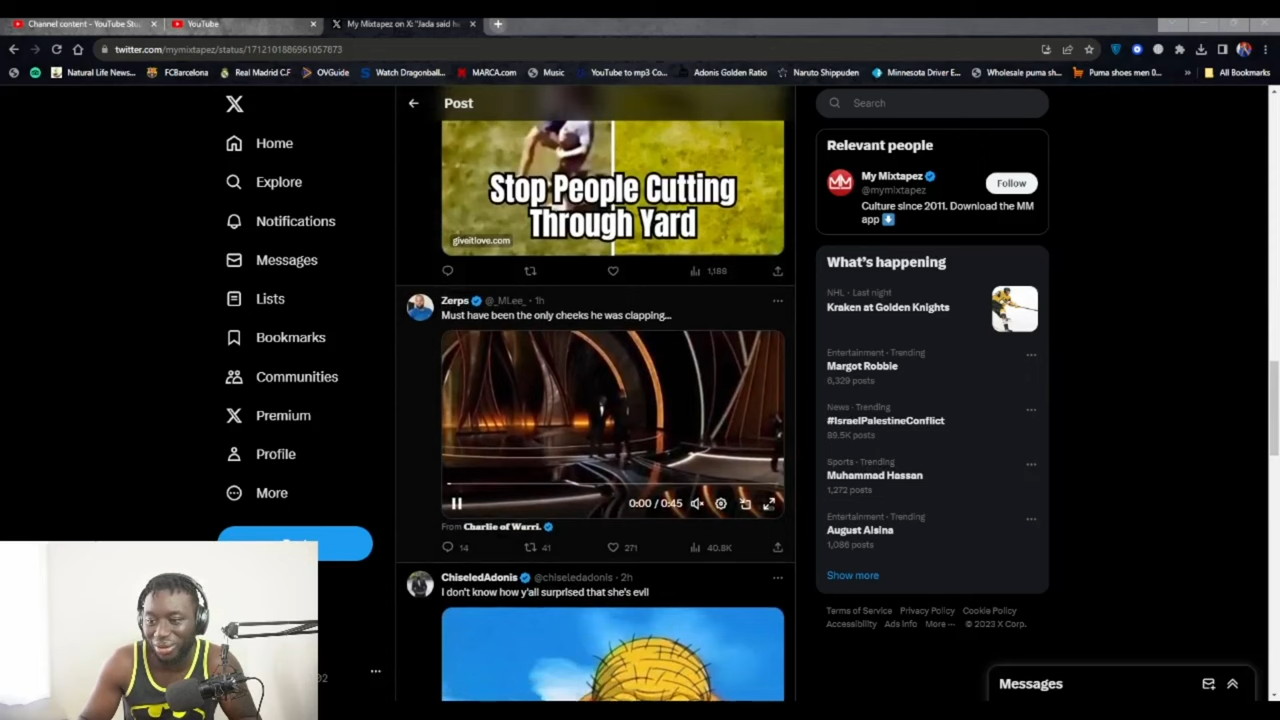 Channel content - YouTube Stu
YouTube
My Mixtapez on X: "Jada said he
twitter.com/mymixtapez/status/1712101886961057873
Natural Life News...
FCBarcelona
Real Madrid C.F
OVGuide
Watch Dragonball...
MARCA.com
Music
YouTube to mp3 Co...
Adonis Golden Ratio
Naruto Shippuden
Minnesota Driver E...
Wholesale puma sh...
Puma shoes men 0...
»
All Bookmarks
Home
Explore
Notifications
Messages
Lists
Bookmarks
Communities
Premium
Profile
More
Post
Stop People Cutting
Through Yard
giveitlove.com
1,186
Zerps @_MLee_ · 1h
Must have been the only cheeks he was clapping...
0:00 / 0:45
From Charlie of Warri.
14
41
271
40.8K
ChiseledAdonis @chiseledadonis · 2h
I don't know how y'all surprised that she's evil
Search
Relevant people
My Mixtapez
@mymixtapez
Follow
Culture since 2011. Download the MM
app
What's happening
NHL · Last night
Kraken at Golden Knights
Entertainment · Trending
Margot Robbie
6,329 posts
News · Trending
#IsraelPalestineConflict
89.5K posts
Sports · Trending
Muhammad Hassan
1,272 posts
Entertainment · Trending
August Alsina
1,086 posts
Show more
Terms of Service Privacy Policy Cookie Policy
Accessibility Ads info More ··· © 2023 X Corp.
Messages